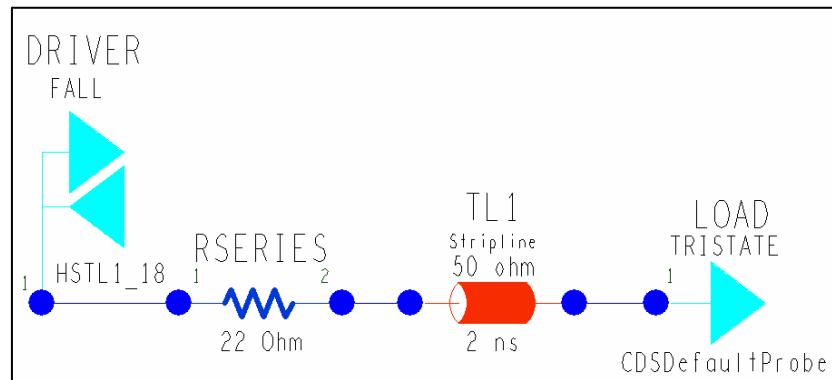 DRIVER
FALL
1
HSTL1_18
1
RSERIES
2
22 Ohm
TL1
Stripline
50 ohm
2 ns
LOAD
TRISTATE
1
CDSDefaultProbe